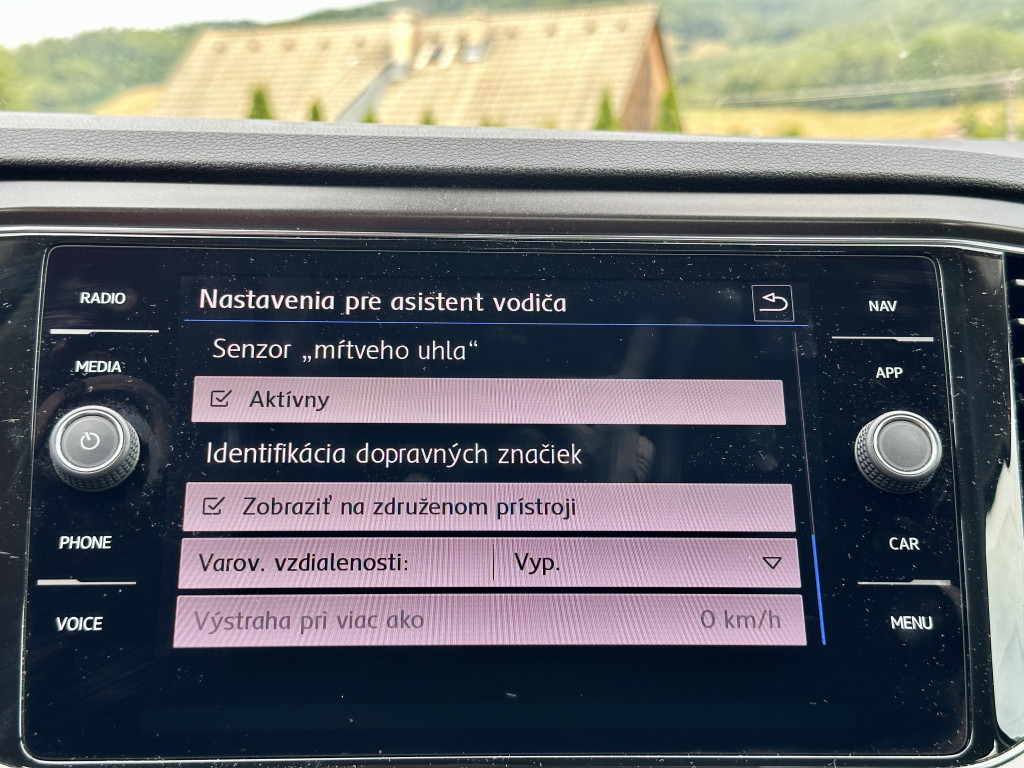 RADIO
MEDIA
PHONE
VOICE
Nastavenia pre asistent vodiča
Senzor „mŕtveho uhla“
Aktívny
Identifikácia dopravných značiek
Zobraziť na združenom prístroji
Varov. vzdialenosti: Vyp.
Výstraha pri viac ako 0 km/h
NAV
APP
CAR
MENU